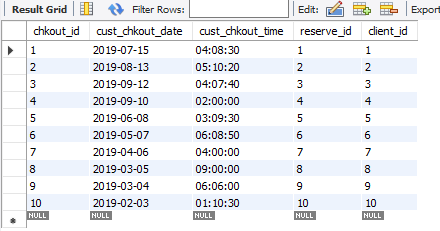 Result Grid Filter Rows: Edit: Export
chkout_id cust_chkout_date cust_chkout_time reserve_id client_id
1 2019-07-15 04:08:30 1 1
2 2019-08-13 05:10:20 2 2
3 2019-09-12 04:07:40 3 3
4 2019-09-10 02:00:00 4 4
5 2019-06-08 03:09:30 5 5
6 2019-05-07 06:08:50 6 6
7 2019-04-06 04:00:00 7 7
8 2019-03-05 09:00:00 8 8
9 2019-03-04 06:06:00 9 9
10 2019-02-03 01:10:30 10 10
NULL NULL NULL NULL NULL